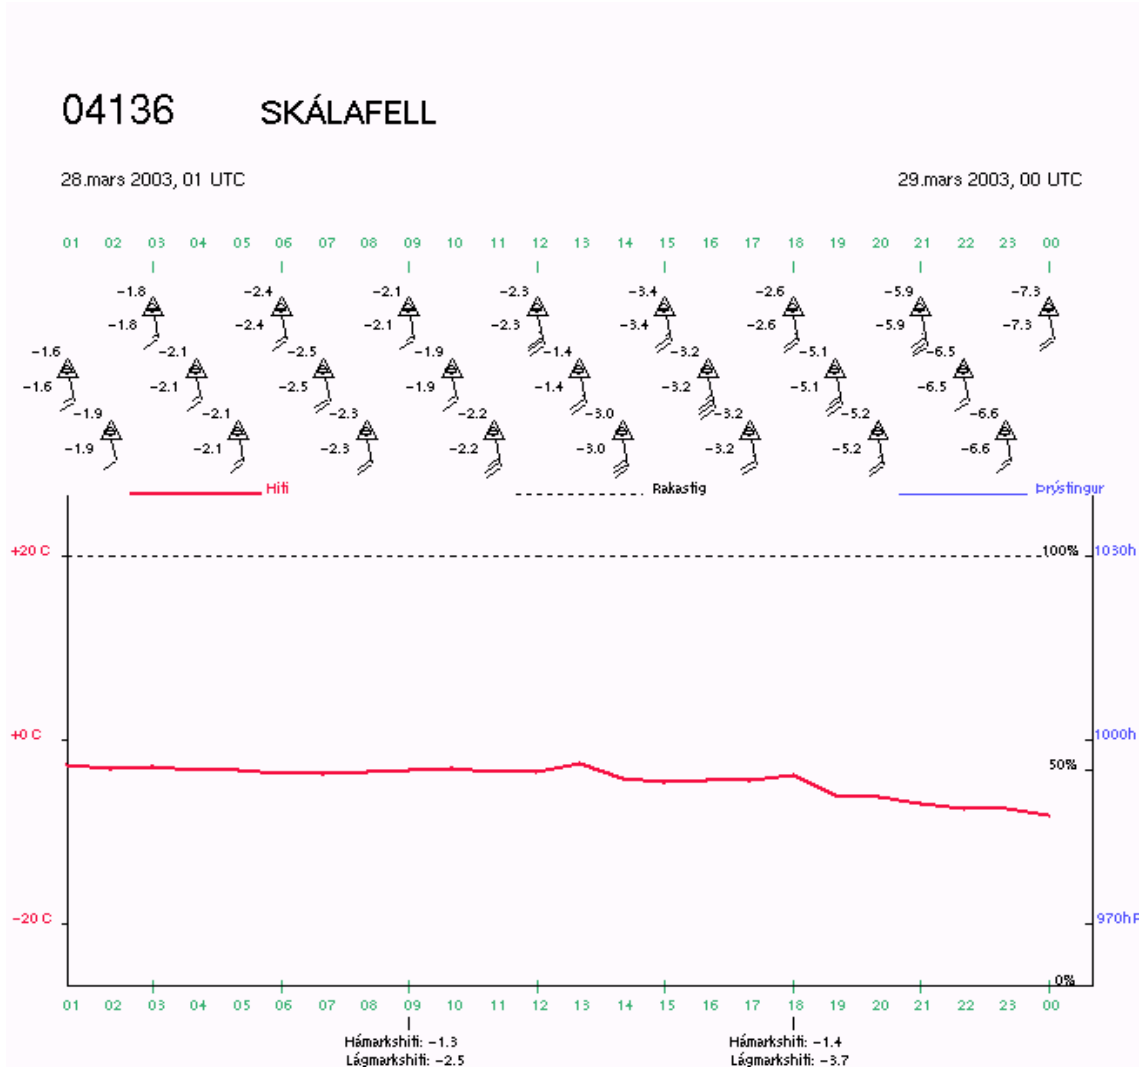 04136 SKÁLAFELL
28.mars 2003, 01 UTC 29.mars 2003, 00 UTC
01 02 03 04 05 06 07 08 09 10 11 12 13 14 15 16 17 18 19 20 21 22 23 00
-1.8 -2.4 -2.1 -2.3 -3.4 -2.6 -5.9 -7.3
-1.8 -2.4 -2.1 -2.3 -3.4 -2.6 -5.9 -7.3
-1.6 -2.1 -2.5 -1.9 -1.4 -3.2 -5.1 -6.5
-1.6 -2.1 -2.5 -1.9 -1.4 -3.2 -5.1 -6.5
-1.9 -2.1 -2.3 -2.2 -3.0 -3.2 -5.2 -6.6
-1.9 -2.1 -2.3 -2.2 -3.0 -3.2 -5.2 -6.6
Hiti Rakastig Þrýstingur
+20 C 100% 1030h
+0 C 1000h
50%
-20 C 970hP
0%
01 02 03 04 05 06 07 08 09 10 11 12 13 14 15 16 17 18 19 20 21 22 23 00
Hámarkshiti: -1.3 Hámarkshiti: -1.4
Lágmarkshiti: -2.5 Lágmarkshiti: -3.7